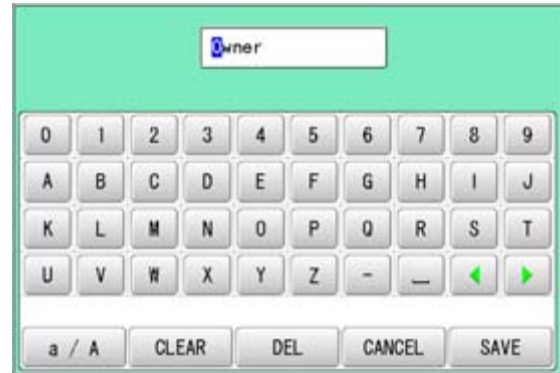 Owner
0 1 2 3 4 5 6 7 8 9
A B C D E F G H I J
K L M N O P Q R S T
U V W X Y Z - _
a / A CLEAR DEL CANCEL SAVE